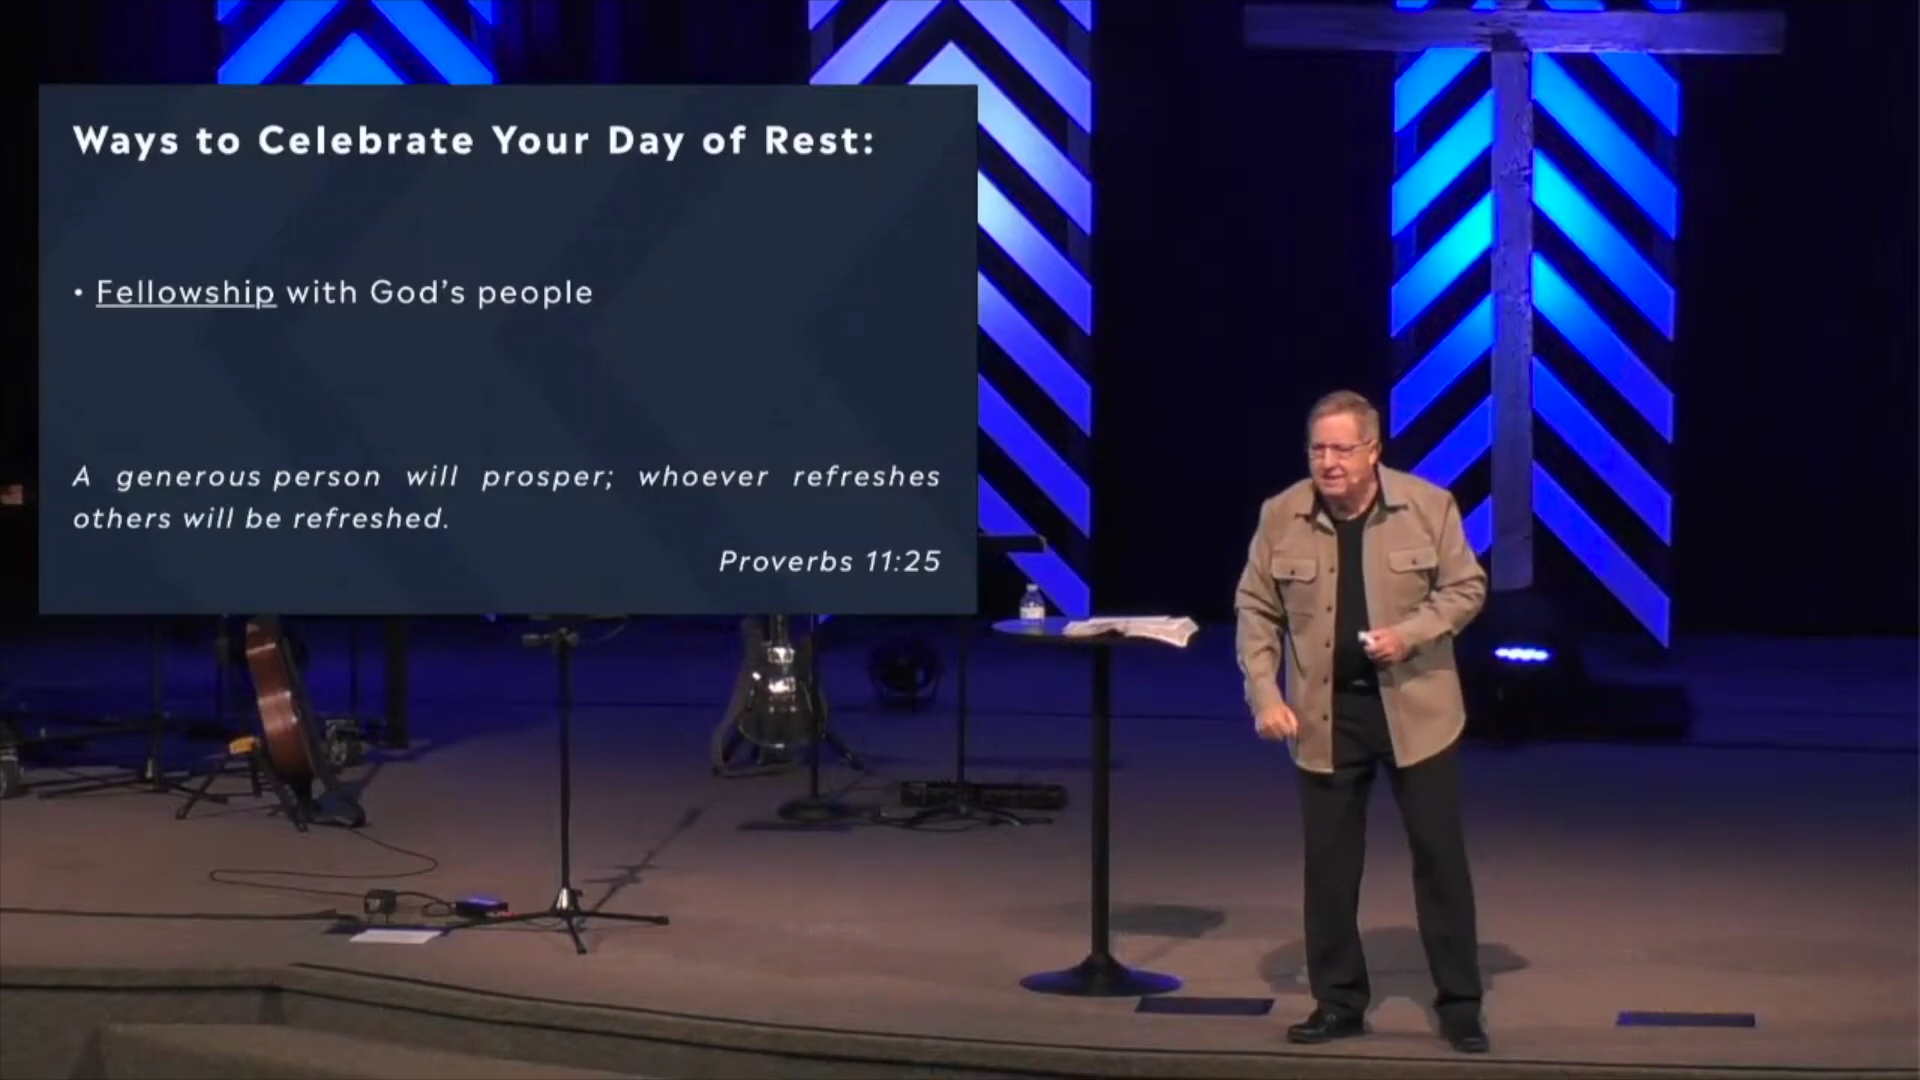 Ways to Celebrate Your Day of Rest:
• Fellowship with God's people
A generous person will prosper; whoever refreshes
others will be refreshed.
Proverbs 11:25